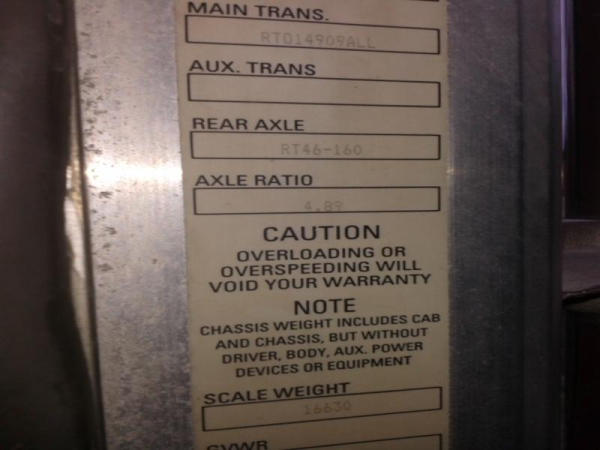 MAIN TRANS.
RTO14909ALL
AUX. TRANS
REAR AXLE
RT46-160
AXLE RATIO
4.89
CAUTION
OVERLOADING OR
OVERSPEEDING WILL
VOID YOUR WARRANTY
NOTE
CHASSIS WEIGHT INCLUDES CAB
AND CHASSIS, BUT WITHOUT
DRIVER, BODY, AUX. POWER
DEVICES OR EQUIPMENT
SCALE WEIGHT
16630
GVWR